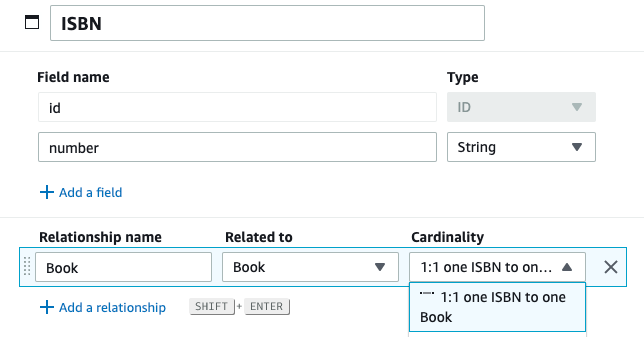 ISBN
Field name Type
id ID
number String
Add a field
Relationship name Related to Cardinality
Book Book 1:1 one ISBN to on...
Add a relationship SHIFT + ENTER
1:1 one ISBN to one
Book